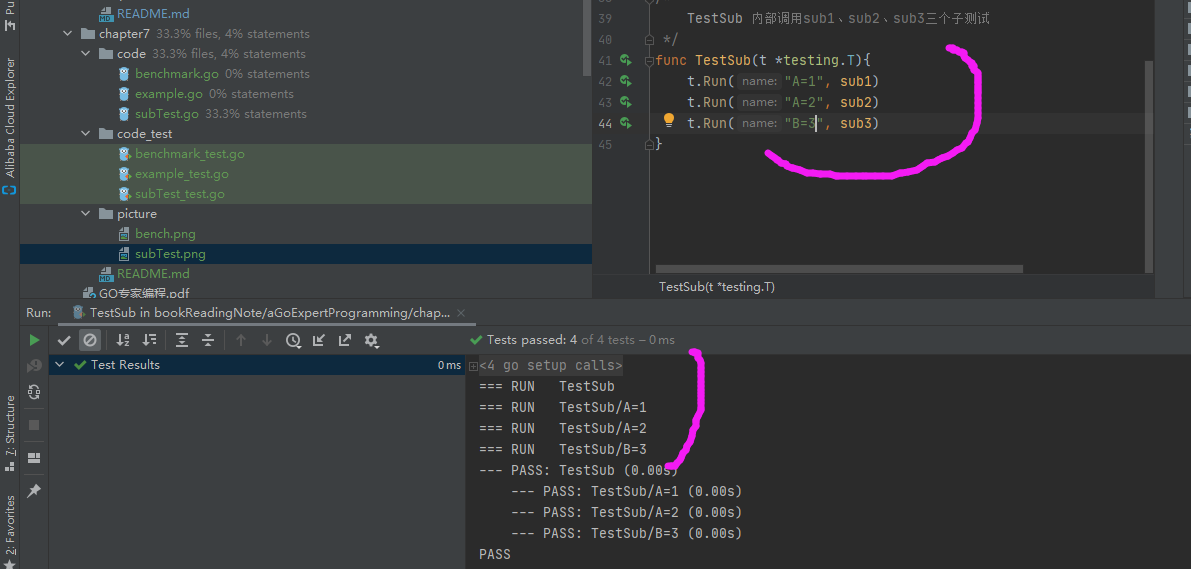 README.md
chapter7 33.3% files, 4% statements
code 33.3% files, 4% statements
benchmark.go 0% statements
example.go 0% statements
subTest.go 33.3% statements
code_test
benchmark_test.go
example_test.go
subTest_test.go
picture
bench.png
subTest.png
README.md
GO专家编程.pdf
Alibaba Cloud Explorer
39 TestSub 内部调用sub1、sub2、sub3三个子测试
40 */
41 func TestSub(t *testing.T){
42 t.Run( name: "A=1", sub1)
43 t.Run( name: "A=2", sub2)
44 t.Run( name: "B=3", sub3)
45 }
TestSub(t *testing.T)
Run: TestSub in bookReadingNote/aGoExpertProgramming/chap...
Tests passed: 4 of 4 tests – 0 ms
Test Results 0 ms
<4 go setup calls>
=== RUN TestSub
=== RUN TestSub/A=1
=== RUN TestSub/A=2
=== RUN TestSub/B=3
--- PASS: TestSub (0.00s)
--- PASS: TestSub/A=1 (0.00s)
--- PASS: TestSub/A=2 (0.00s)
--- PASS: TestSub/B=3 (0.00s)
PASS
7: Structure
2: Favorites